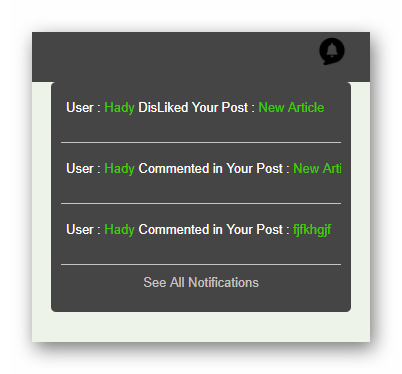 User : Hady DisLiked Your Post : New Article
User : Hady Commented in Your Post : New Arti
User : Hady Commented in Your Post : fjfkhgjf
See All Notifications